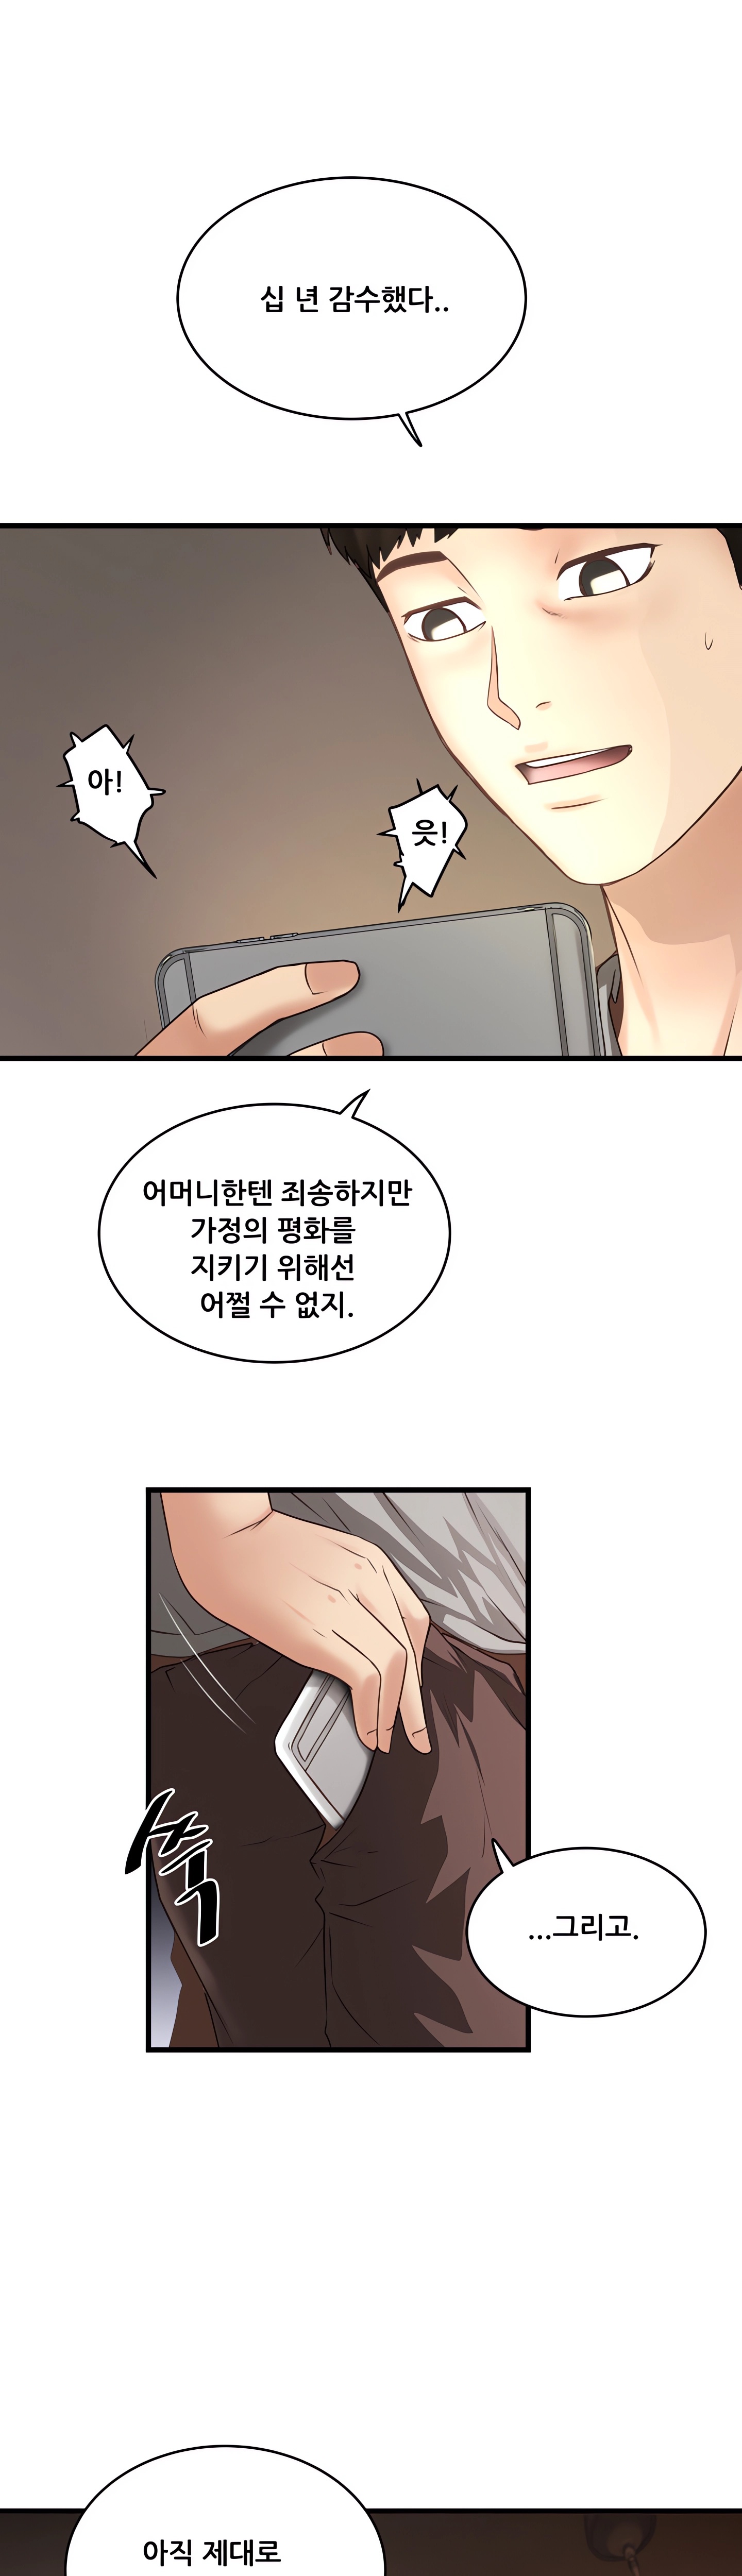 십 년 감수했다..
아!
읏!
어머니한텐 죄송하지만
가정의 평화를
지키기 위해선
어쩔 수 없지.
쓱
...그리고.
아직 제대로